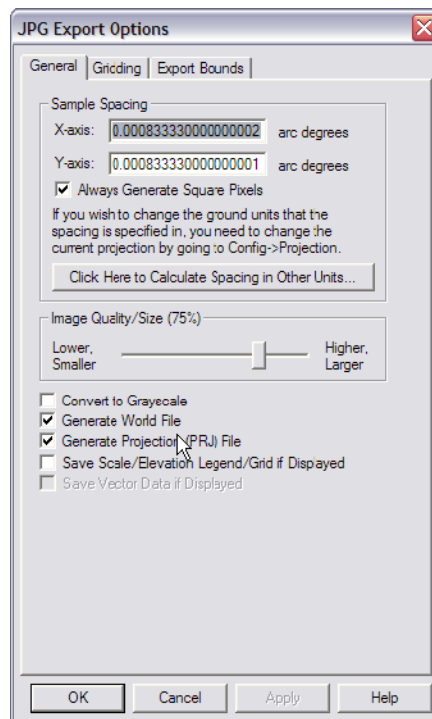 JPG Export Options
General Gridding Export Bounds
Sample Spacing
X-axis: 0.000833330000000002 arc degrees
Y-axis: 0.000833330000000001 arc degrees
Always Generate Square Pixels
If you wish to change the ground units that the
spacing is specified in, you need to change the
current projection by going to Config->Projection.
Click Here to Calculate Spacing in Other Units...
Image Quality/Size (75%)
Lower, Higher,
Smaller Larger
Convert to Grayscale
Generate World File
Generate Projection (PRJ) File
Save Scale/Elevation Legend/Grid if Displayed
Save Vector Data if Displayed
OK Cancel Apply Help